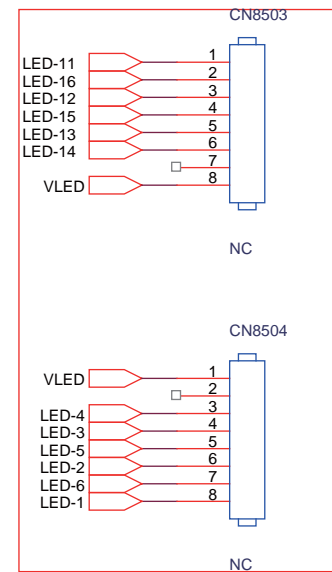 CN8503
LED-11 1
LED-16 2
LED-12 3
LED-15 4
LED-13 5
LED-14 6
7
VLED 8
NC
CN8504
VLED 1
2
LED-4 3
LED-3 4
LED-5 5
LED-2 6
LED-6 7
LED-1 8
NC